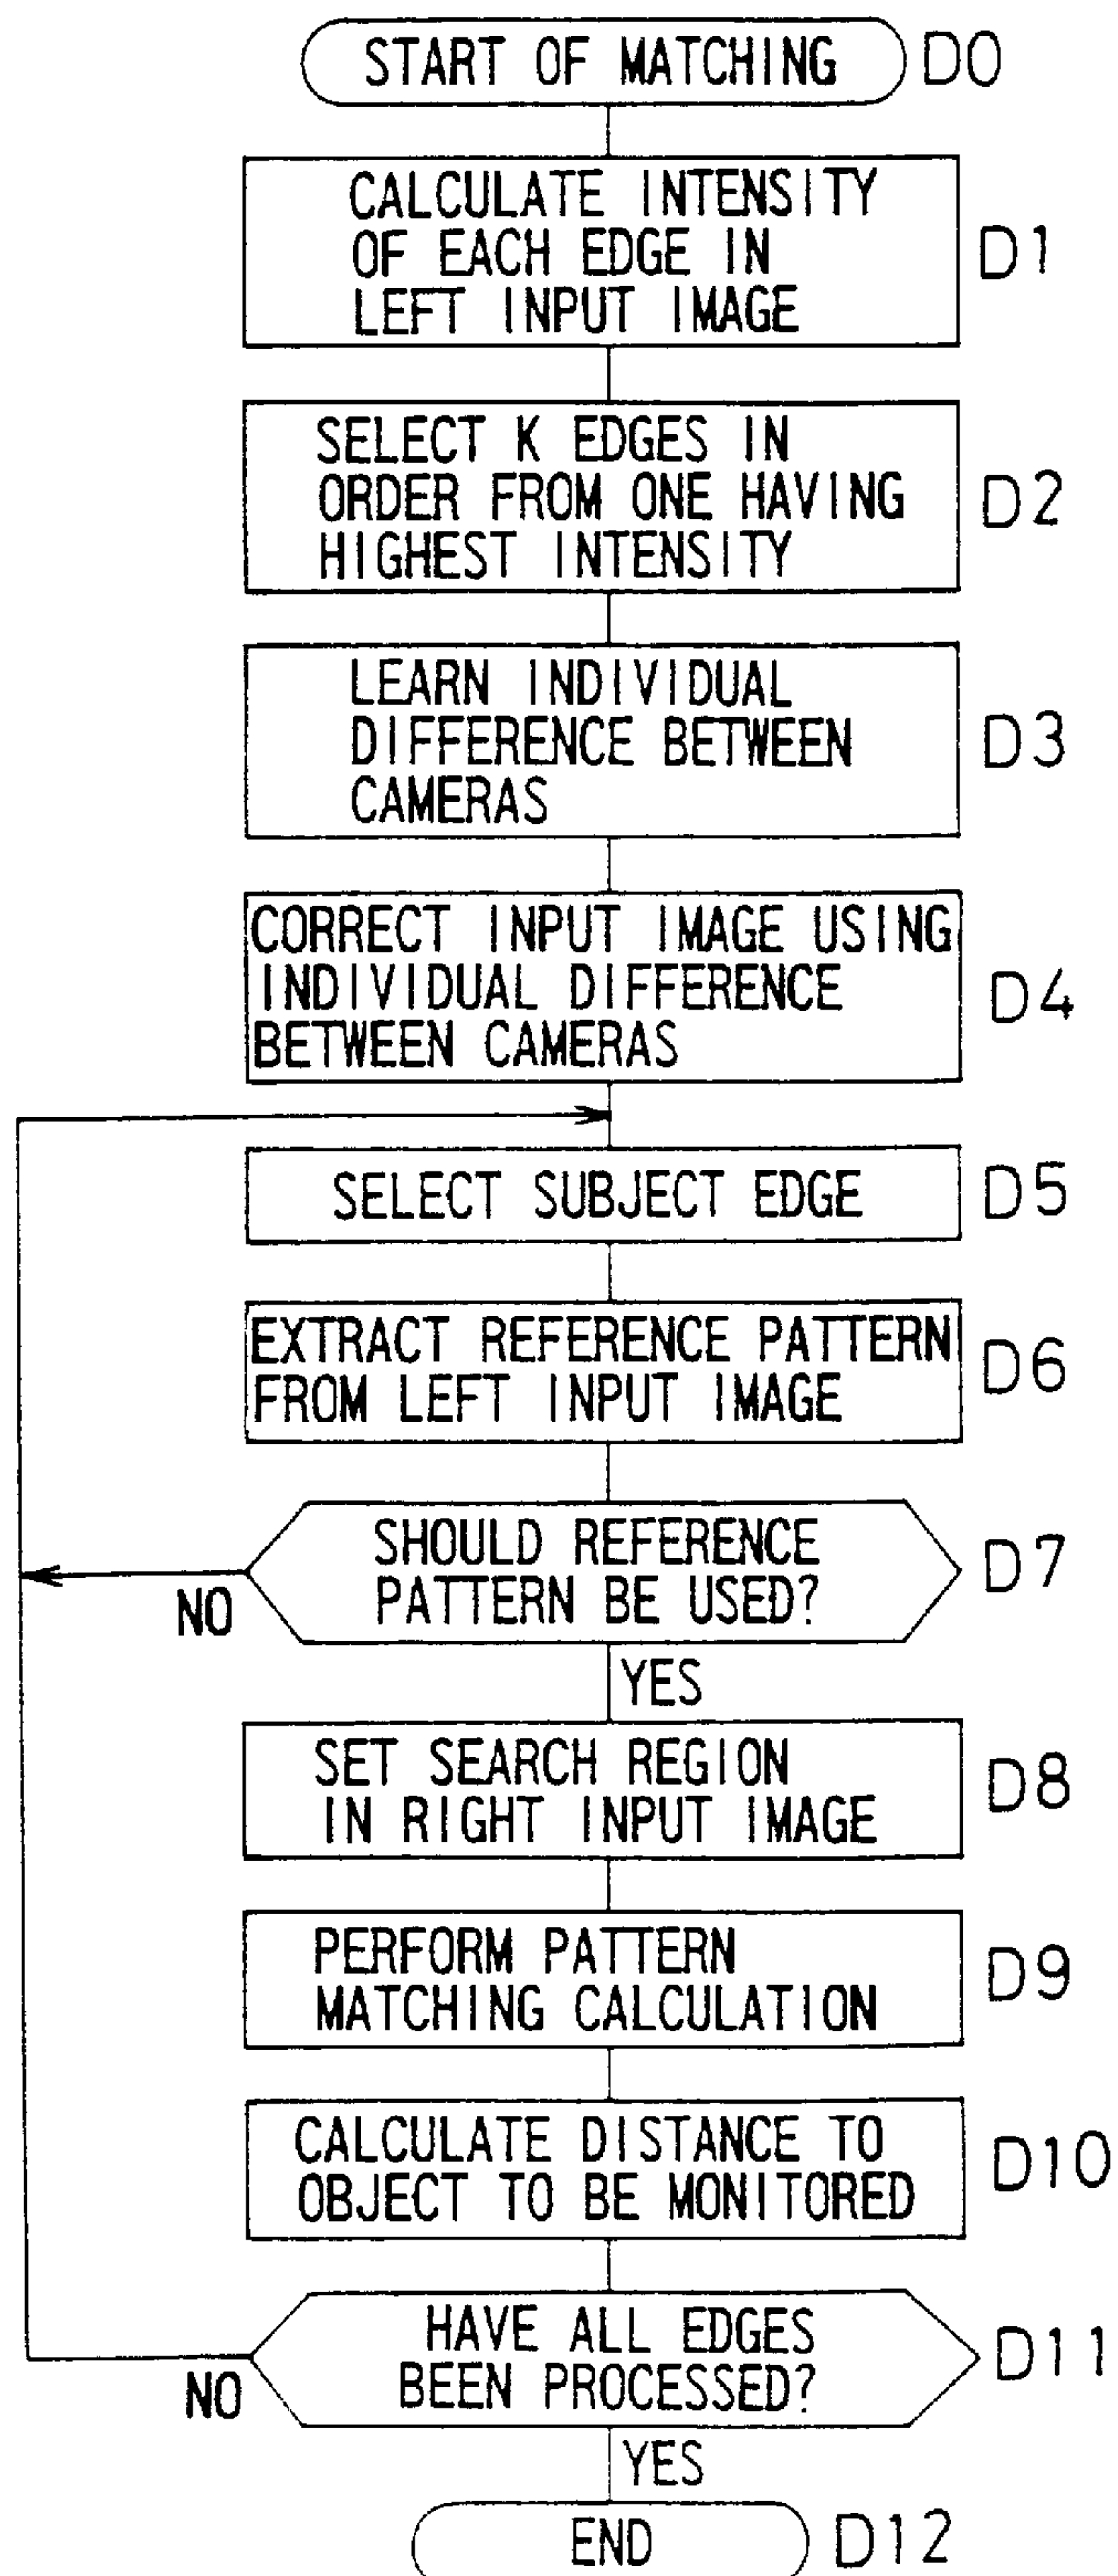 START OF MATCHING D0
CALCULATE INTENSITY
OF EACH EDGE IN
LEFT INPUT IMAGE
D1
SELECT K EDGES IN
ORDER FROM ONE HAVING
HIGHEST INTENSITY
D2
LEARN INDIVIDUAL
DIFFERENCE BETWEEN
CAMERAS
D3
CORRECT INPUT IMAGE USING
INDIVIDUAL DIFFERENCE
BETWEEN CAMERAS
D4
SELECT SUBJECT EDGE D5
EXTRACT REFERENCE PATTERN
FROM LEFT INPUT IMAGE
D6
SHOULD REFERENCE
PATTERN BE USED?
D7
NO
YES
SET SEARCH REGION
IN RIGHT INPUT IMAGE
D8
PERFORM PATTERN
MATCHING CALCULATION
D9
CALCULATE DISTANCE TO
OBJECT TO BE MONITORED
D10
HAVE ALL EDGES
BEEN PROCESSED?
D11
NO
YES
END D12